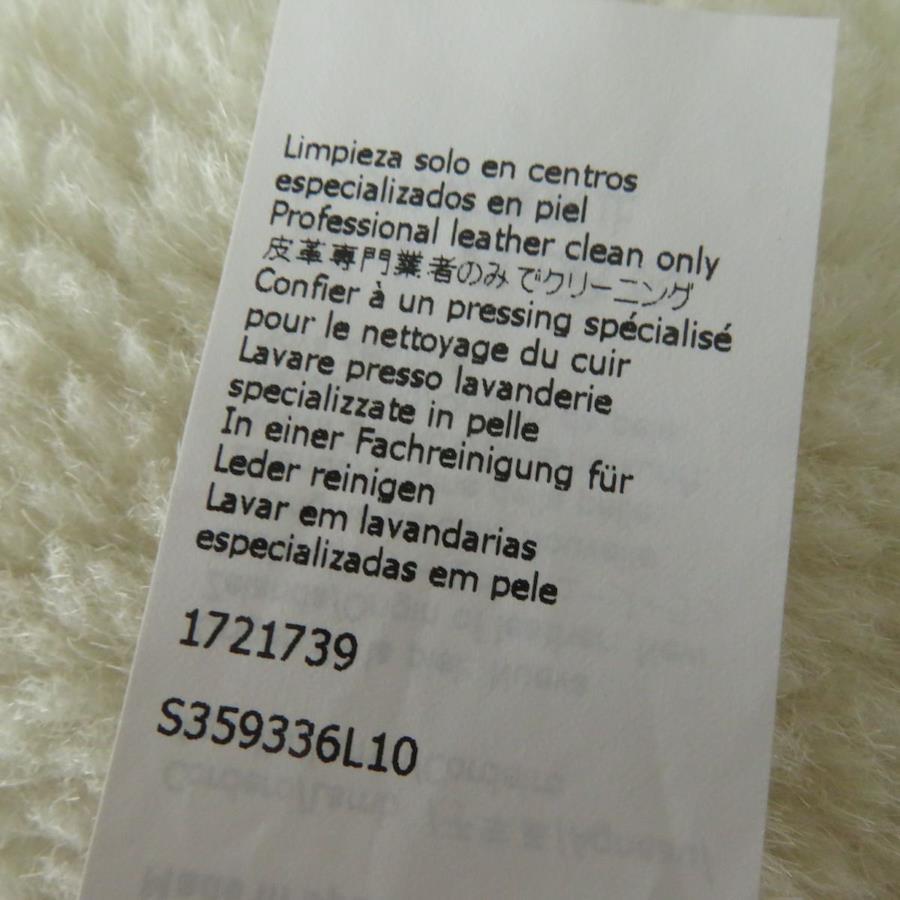 Limpieza solo en centros
especializados en piel
Professional leather clean only
皮革専門業者のみでクリーニング
Confier à un pressing spécialisé
pour le nettoyage du cuir
Lavare presso lavanderie
specializzate in pelle
In einer Fachreinigung für
Leder reinigen
Lavar em lavandarias
especializadas em pele
1721739
S359336L10